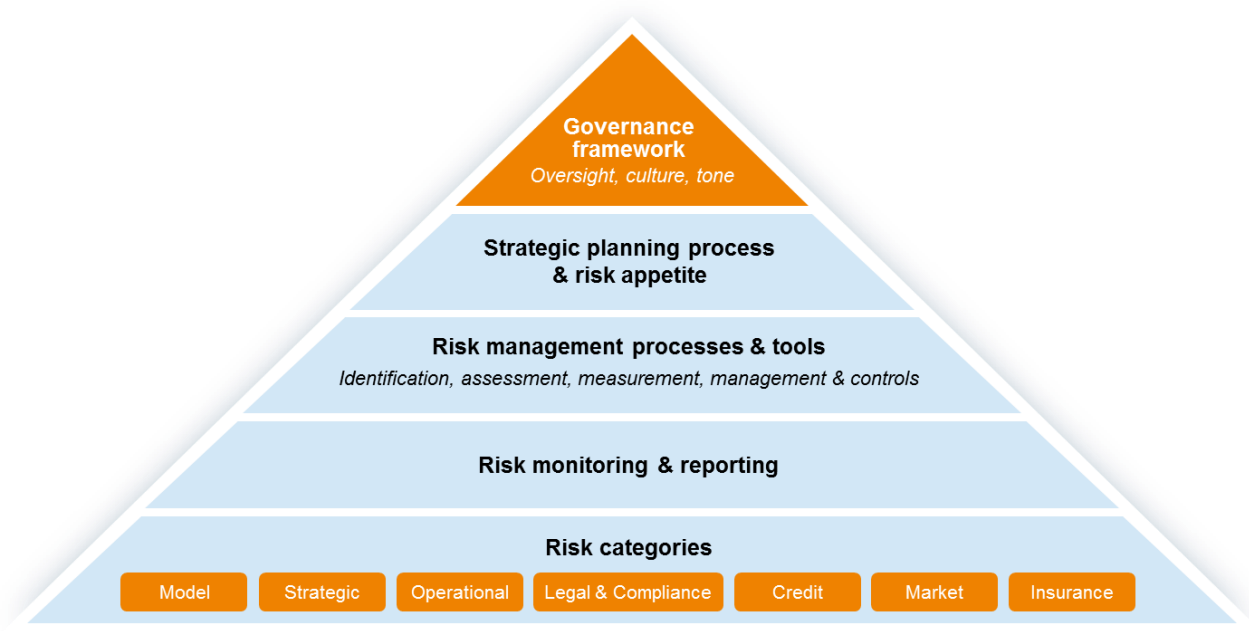 Governance
framework
Oversight, culture, tone
Strategic planning process
& risk appetite
Risk management processes & tools
Identification, assessment, measurement, management & controls
Risk monitoring & reporting
Risk categories
Model
Strategic
Operational
Legal & Compliance
Credit
Market
Insurance